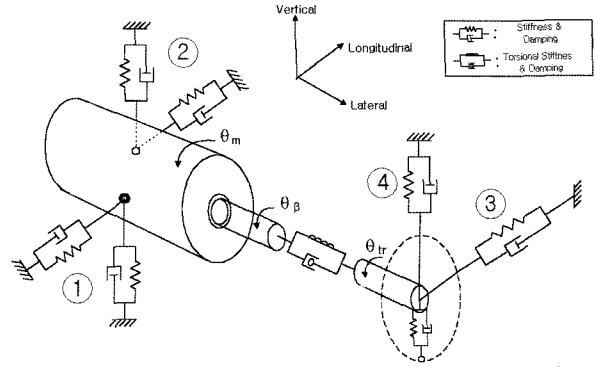 Vertical
Longitudinal
Lateral
: Stiffness &
Damping
: Torsional Stiffness
& Damping
2
θm
4
3
θβ
θtr
1